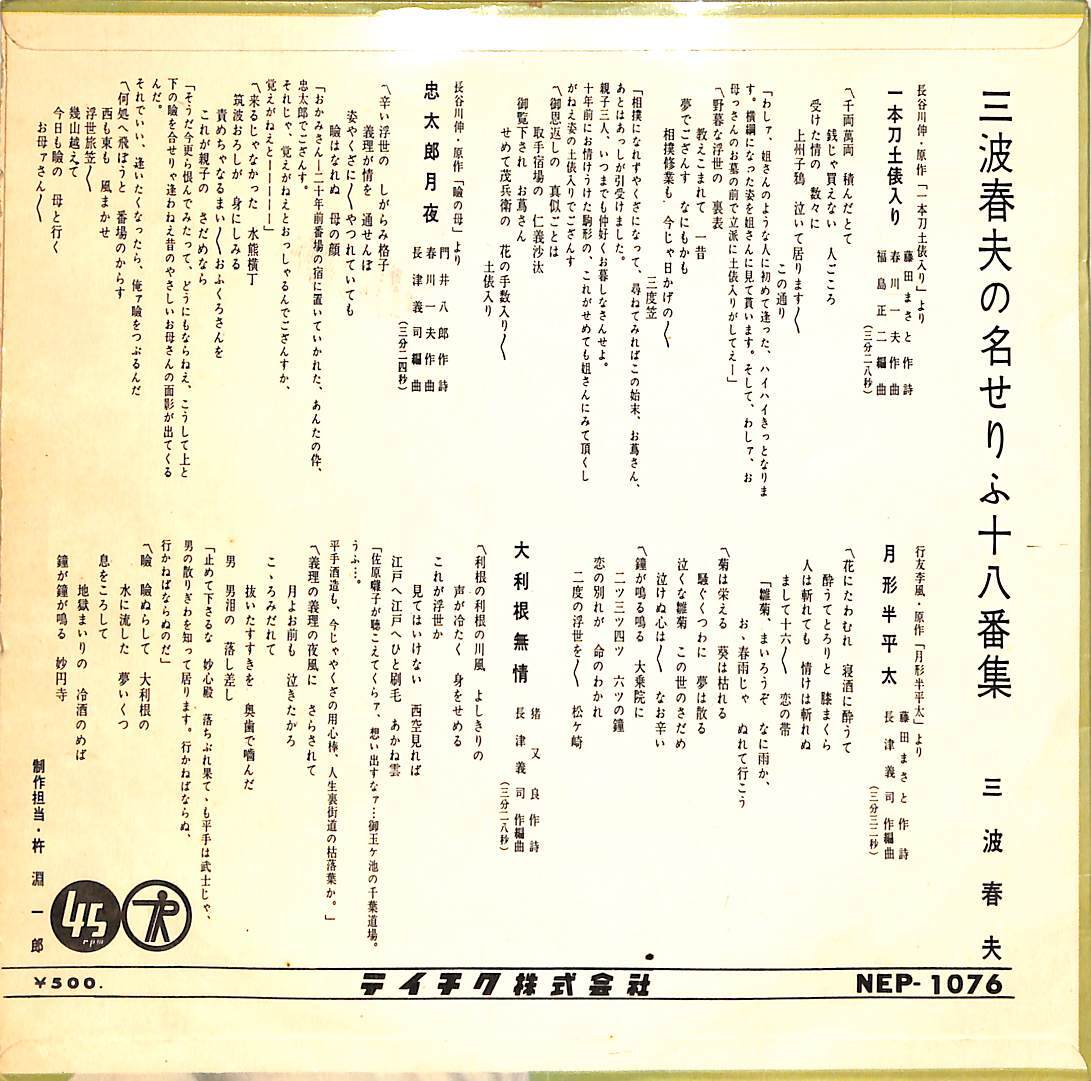 三波春夫の名せりふ十八番集
三波春夫
長谷川伸・原作「一本刀土俵入り」より
一本刀土俵入り
藤田まさと作詩
春川一夫作曲
福島正二編曲
(三分二八秒)
〽千両萬両 積んだとて
銭じゃ買えない 人ごころ
受けた情の 数々に
上州子鴉 泣いて居ります〱
この通り
「わしァ、姐さんのような人に初めて逢った、ハイハイきっとなりま
す。横綱になった姿を姐さんに見て貰います。そして、わしァ、お
母っさんのお墓の前で立派に土俵入りがしてえー」
〽野暮な浮世の 裏表
教えこまれて 一昔
夢でござんす なにもかも
相撲修業も 今じゃ日かげの〱
三度笠
「相撲になれずやくざになって、尋ねてみればこの始末、お蔦さん、
あとはあっしが引受けました。
親子三人、いつまでも仲好くお暮しなさんせよ。
十年前にお情けうけた駒形の、これがせめても姐さんにみて頂くし
がねえ姿の土俵入りでござんす
〽御恩返しの 真似ごとは
取手宿場の 仁義沙汰
御覧下され お蔦さん
せめて茂兵衛の 花の手数入り〱
土俵入り
長谷川伸・原作「瞼の母」より
忠太郎月夜
門井八郎作詩
春川一夫作曲
長津義司編曲
(三分二四秒)
〽辛い浮世の しがらみ格子
義理が情を 通せんぼ
姿やくざに〱やつれていても
瞼はなれぬ 母の顔
「おかみさん！二十年前番場の宿に置いていかれた、あんたの伜、
忠太郎でござんす。
それじゃ、覚えがねえとおっしゃるんでござんすか、
覚えがねえと！――――」
〽来るじゃなかった 水熊横丁
筑波おろしが 身にしみる
責めちゃなるまい〱おふくろさんを
これが親子の さだめなら
「そうだ今更ら恨んでみたって、どうにもならねえ、こうして上と
下の瞼を合せりゃ逢わねえ昔のやさしいお母さんの面影が出てくる
んだ。
それでいい、逢いたくなったら、俺ァ瞼をつぶるんだ
〽何処へ飛ぼうと 番場のからす
西も東も 風まかせ
浮世旅笠〱
幾山越えて
今日も瞼の 母と行く
お母ァさん〱
行友李風・原作「月形半平太」より
月形半平太
藤田まさと作詩
長津義司作編曲
(三分三二秒)
〽花にたわむれ 寝酒に酔うて
酔うてとろりと 膝まくら
人は斬れても 情けは斬れぬ
まして十六〱 恋の帯
「雛菊、まいろうぞ なに雨か、
お、春雨じゃ ぬれて行こう
〽菊は栄える 葵は枯れる
騒ぐくつわに 夢は散る
泣くな雛菊 この世のさだめ
泣けぬ心は〱 なお辛い
〽鐘が鳴る鳴る 大乗院に
二ツ三ツ四ツ 六ツの鐘
恋の別れが 命のわかれ
二度の浮世を〱 松ヶ崎
大利根無情
猪又良作詩
長津義司作編曲
(三分二八秒)
〽利根の利根の川風 よしきりの
声が冷たく 身をせめる
これが浮世か
見てはいけない 西空見れば
江戸へ江戸へひと刷毛 あかね雲
「佐原囃子が聴こえてくらァ、想い出すなァ…御玉ヶ池の千葉道場。
うふ…。
平手酒造も、今じゃやくざの用心棒、人生裏街道の枯落葉か。」
〽義理の義理の夜風に さらされて
月よお前も 泣きたかろ
こゝろみだれて
抜いたすすきを 奥歯で噛んだ
男 男泪の 落し差し
「止めて下さるな 妙心殿 落ちぶれ果てゝも平手は武士じゃ、
男の散りぎわを知って居ります。行かねばならぬ、
行かねばならぬのだ」
〽瞼 瞼ぬらして 大利根の
水に流した 夢いくつ
息をころして
地獄まいりの 冷酒のめば
鐘が鐘が鳴る 妙円寺
制作担当・杵淵一郎
45
rpm
¥500.
テイチク株式会社
NEP-1076